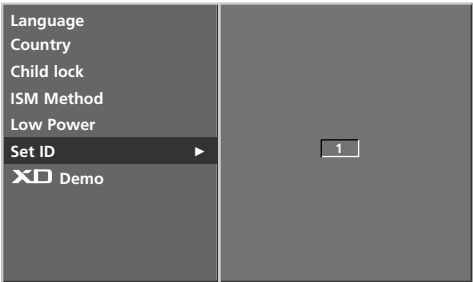 Language
Country
Child lock
ISM Method
Low Power
Set ID ► 1
XD Demo